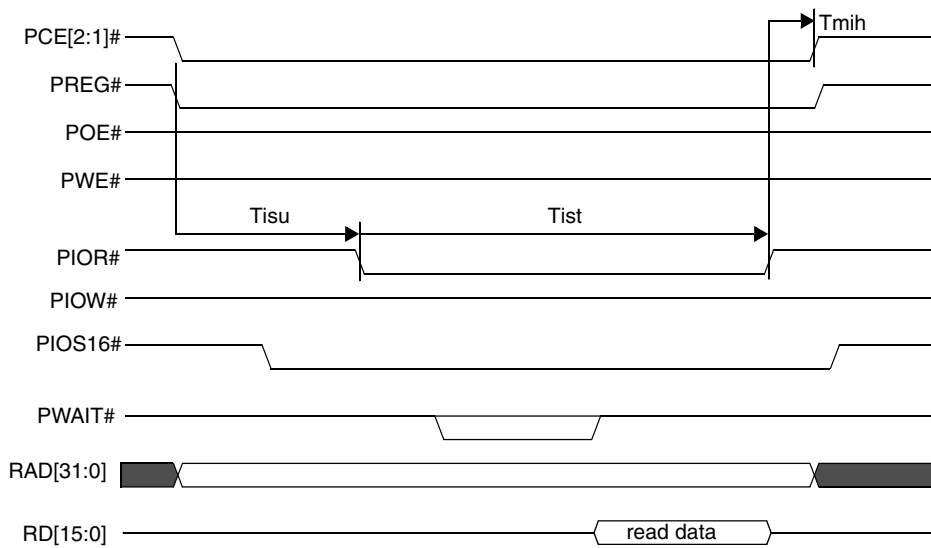 PCE[2:1]#
Tmih
PREG#
POE#
PWE#
Tisu
Tist
PIOR#
PIOW#
PIOS16#
PWAIT#
RAD[31:0]
RD[15:0]
read data